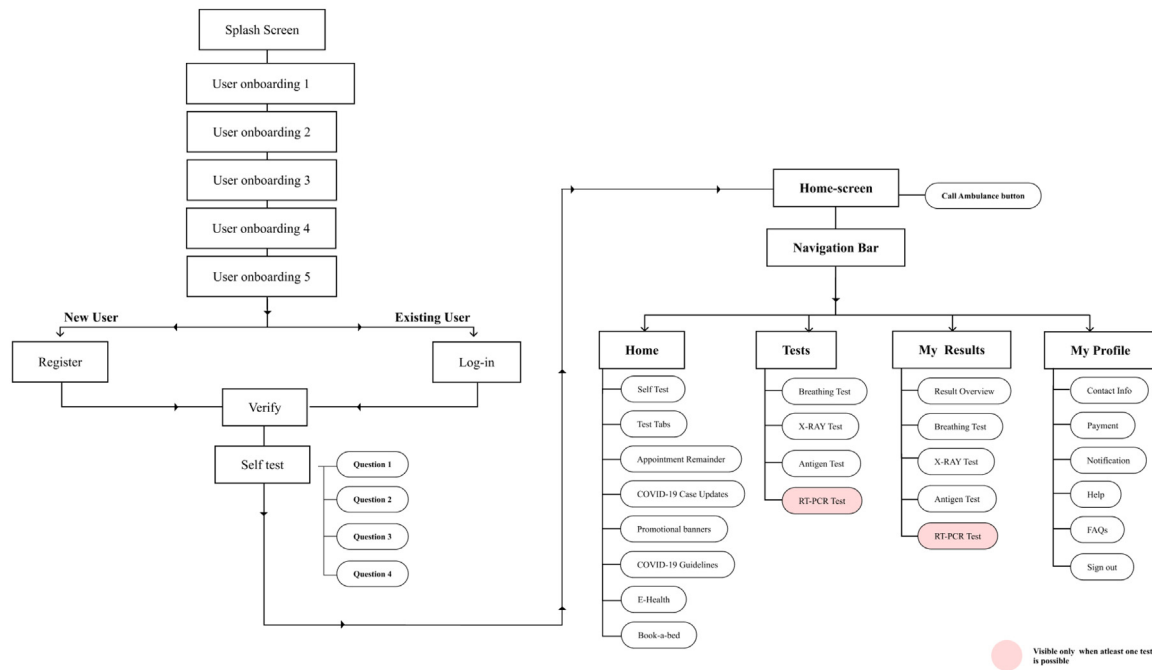 Splash Screen
User onboarding 1
User onboarding 2
User onboarding 3
User onboarding 4
User onboarding 5
New User
Existing User
Register
Log-in
Verify
Self test
Question 1
Question 2
Question 3
Question 4
Home-screen
Call Ambulance button
Navigation Bar
Home
Self Test
Test Tabs
Appointment Remainder
COVID-19 Case Updates
Promotional banners
COVID-19 Guidelines
E-Health
Book-a-bed
Tests
Breathing Test
X-RAY Test
Antigen Test
RT-PCR Test
My Results
Result Overview
Breathing Test
X-RAY Test
Antigen Test
RT-PCR Test
My Profile
Contact Info
Payment
Notification
Help
FAQs
Sign out
Visible only when atleast one test
is possible